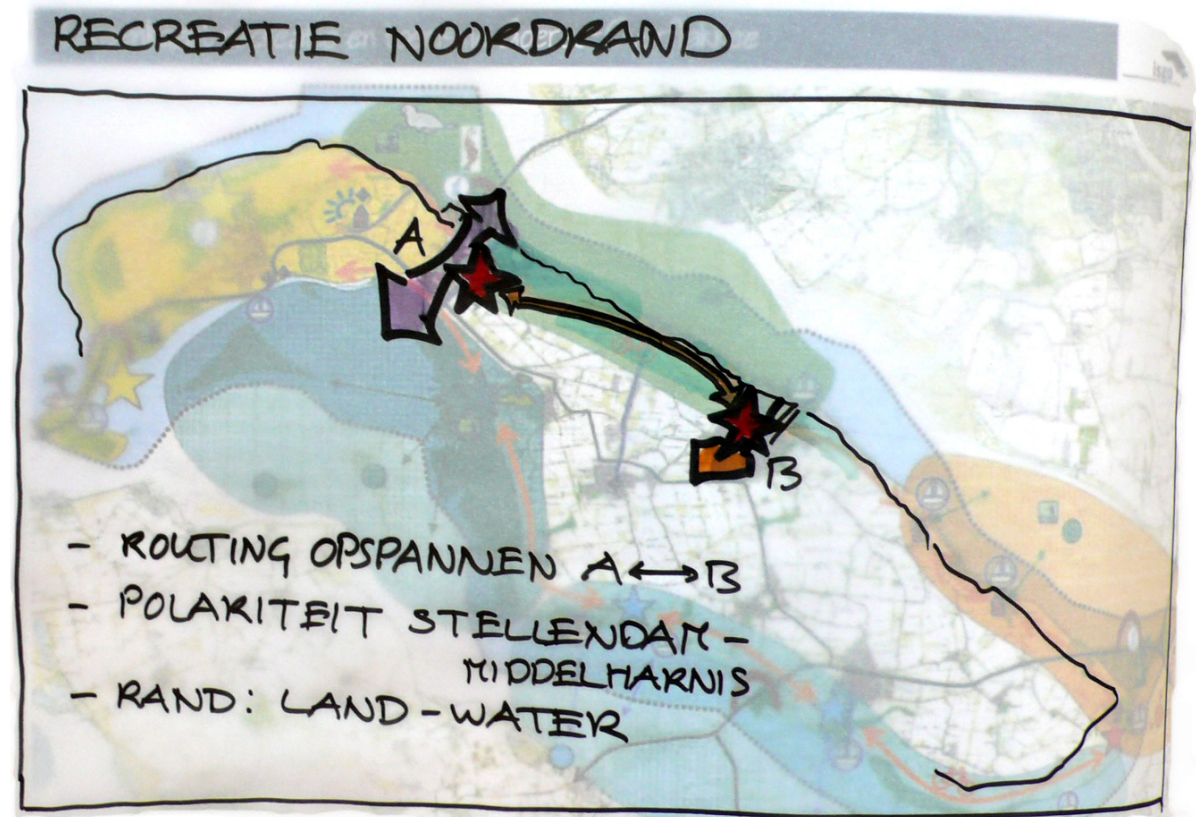 RECREATIE NOORDRAND
A
B
- ROUTING OPSPANNEN A ↔ B
- POLARITEIT STELLENDAM -
MIDDELHARNIS
- RAND: LAND - WATER